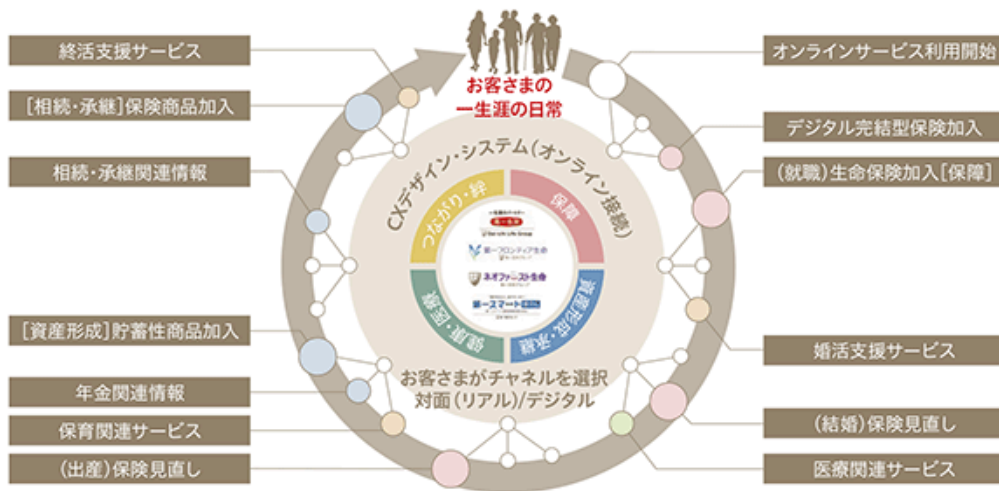 お客さまの
一生涯の日常
オンラインサービス利用開始
デジタル完結型保険加入
(就職)生命保険加入[保障]
婚活支援サービス
(結婚)保険見直し
医療関連サービス
(出産)保険見直し
保育関連サービス
年金関連情報
[資産形成]貯蓄性商品加入
相続・承継関連情報
[相続・承継]保険商品加入
終活支援サービス
CXデザイン・システム(オンライン接続)
つながり・絆
保障
健康・医療
資産形成・承継
第一生命
第一フロンティア生命
ネオファースト生命
第一スマート
お客さまがチャネルを選択
対面(リアル)/デジタル